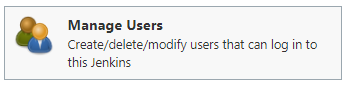 Manage Users
Create/delete/modify users that can log in to
this Jenkins